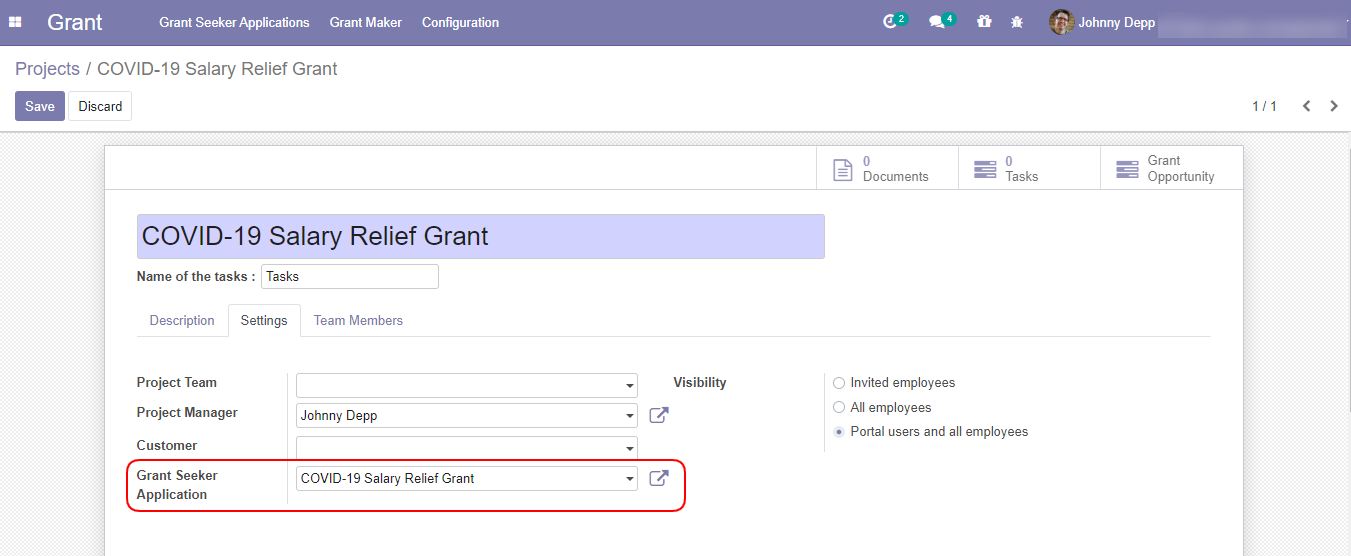 Grant Grant Seeker Applications Grant Maker Configuration 2 4 Johnny Depp
Projects / COVID-19 Salary Relief Grant
Save Discard 1 / 1
0
Documents
0
Tasks
Grant
Opportunity
COVID-19 Salary Relief Grant
Name of the tasks : Tasks
Description Settings Team Members
Project Team
Project Manager Johnny Depp
Customer
Grant Seeker
Application
COVID-19 Salary Relief Grant
Visibility
Invited employees
All employees
Portal users and all employees